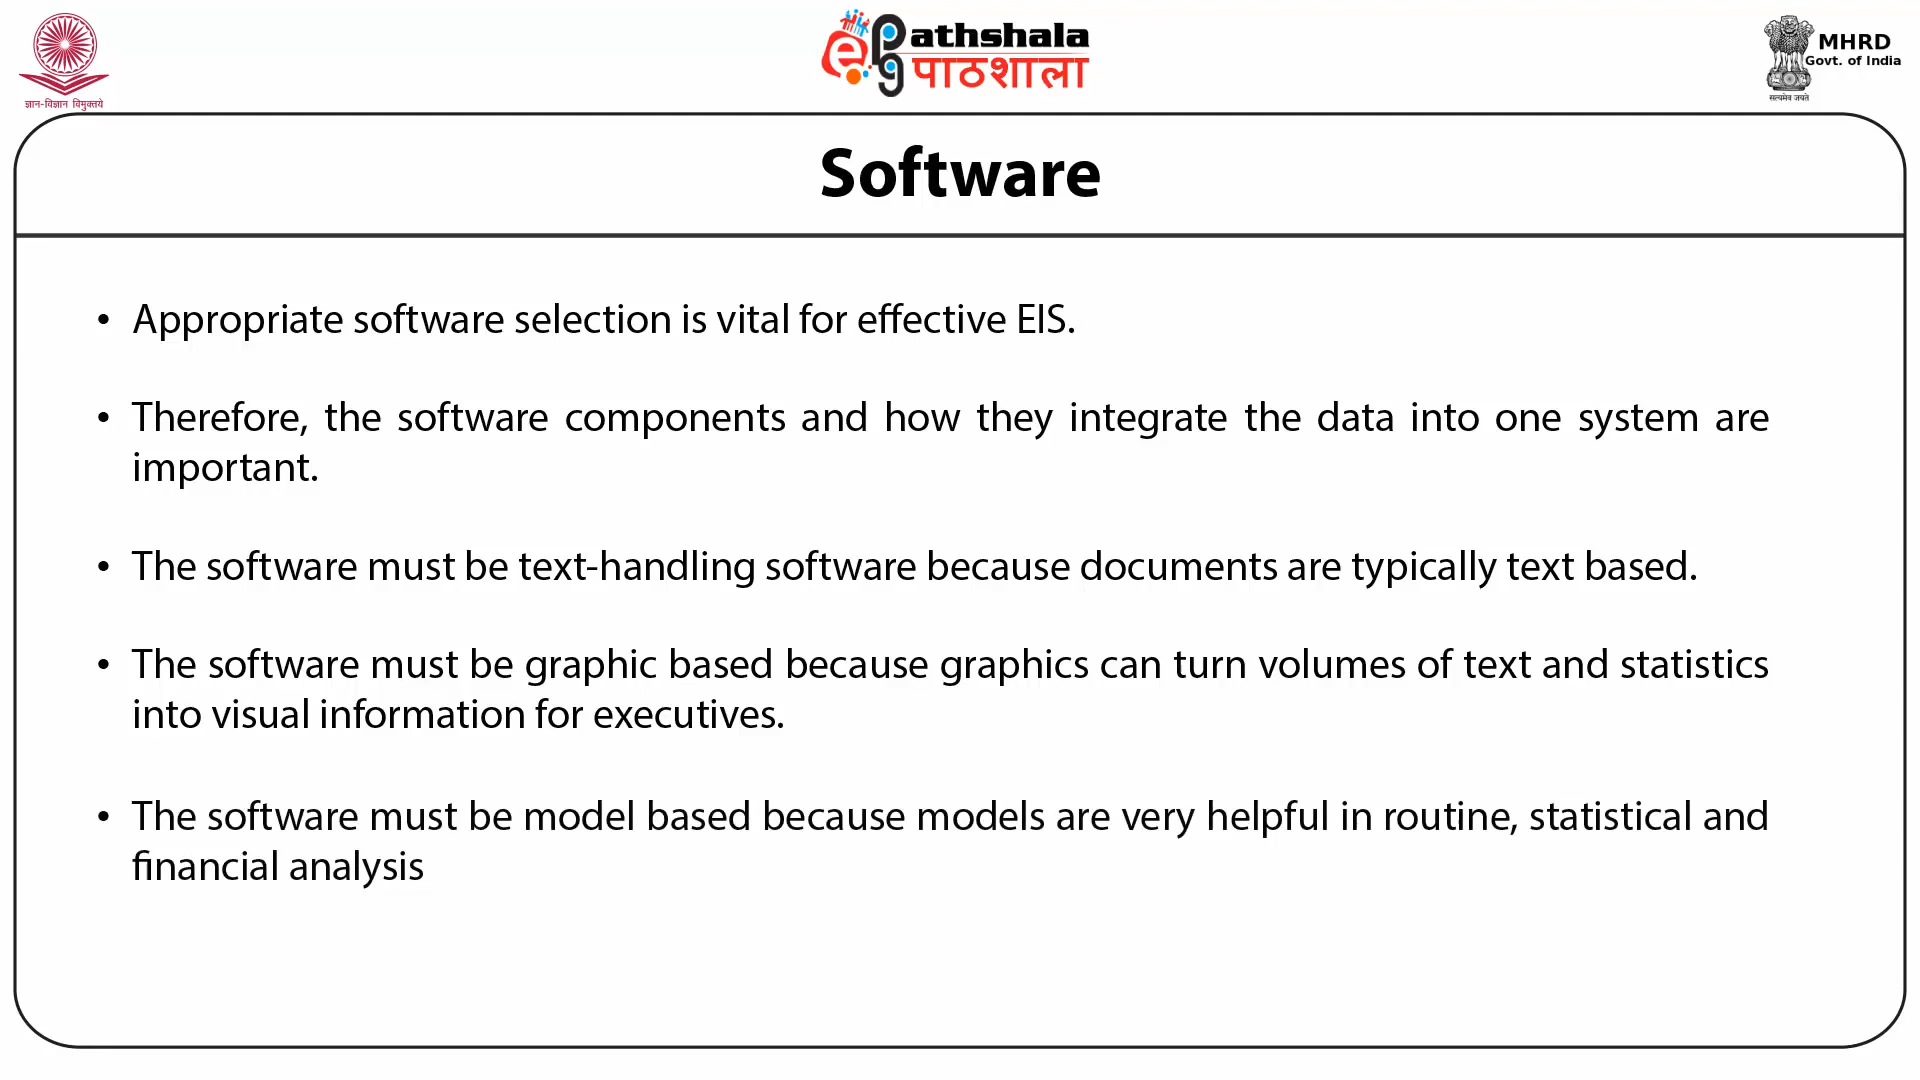 ज्ञान-विज्ञान विमुक्तये
ePathshala
पाठशाला
MHRD
Govt. of India
सत्यमेव जयते
Software
• Appropriate software selection is vital for effective EIS.
• Therefore, the software components and how they integrate the data into one system are
important.
• The software must be text-handling software because documents are typically text based.
• The software must be graphic based because graphics can turn volumes of text and statistics
into visual information for executives.
• The software must be model based because models are very helpful in routine, statistical and
financial analysis